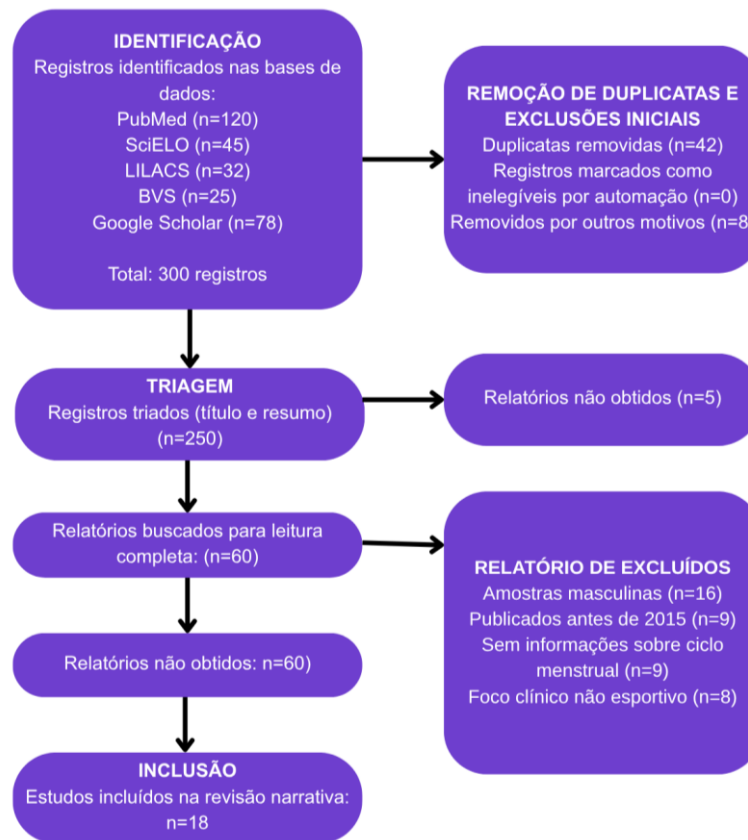 IDENTIFICAÇÃO
Registros identificados nas bases de
dados:
PubMed (n=120)
SciELO (n=45)
LILACS (n=32)
BVS (n=25)
Google Scholar (n=78)
Total: 300 registros
REMOÇÃO DE DUPLICATAS E
EXCLUSÕES INICIAIS
Duplicatas removidas (n=42)
Registros marcados como
inelegíveis por automação (n=0)
Removidos por outros motivos (n=8
TRIAGEM
Registros triados (título e resumo)
(n=250)
Relatórios não obtidos (n=5)
Relatórios buscados para leitura
completa: (n=60)
RELATÓRIO DE EXCLUÍDOS
Amostras masculinas (n=16)
Publicados antes de 2015 (n=9)
Sem informações sobre ciclo
menstrual (n=9)
Foco clínico não esportivo (n=8)
Relatórios não obtidos: n=60)
INCLUSÃO
Estudos incluídos na revisão narrativa:
n=18